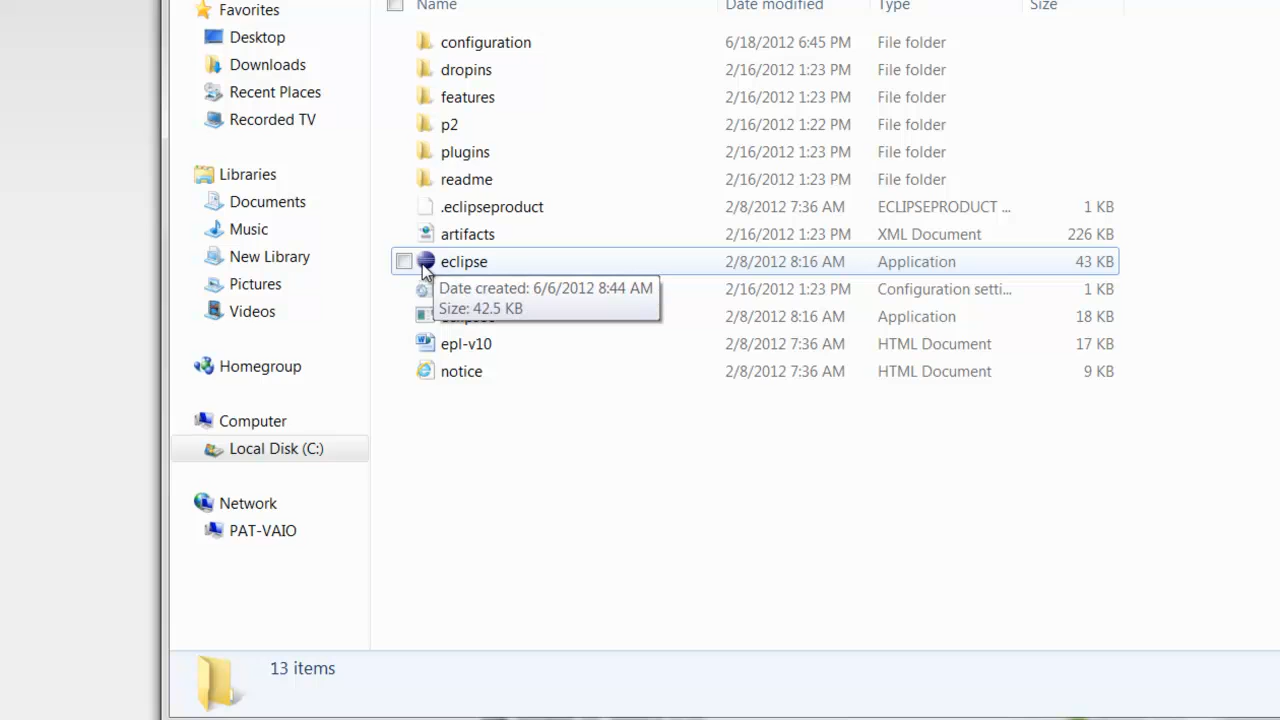 Favorites
Desktop
Downloads
Recent Places
Recorded TV
Libraries
Documents
Music
New Library
Pictures
Videos
Homegroup
Computer
Local Disk (C:)
Network
PAT-VAIO
Name Date modified Type Size
configuration 6/18/2012 6:45 PM File folder
dropins 2/16/2012 1:23 PM File folder
features 2/16/2012 1:23 PM File folder
p2 2/16/2012 1:22 PM File folder
plugins 2/16/2012 1:23 PM File folder
readme 2/16/2012 1:23 PM File folder
.eclipseproduct 2/8/2012 7:36 AM ECLIPSEPRODUCT ... 1 KB
artifacts 2/16/2012 1:23 PM XML Document 226 KB
eclipse 2/8/2012 8:16 AM Application 43 KB
Date created: 6/6/2012 8:44 AM
Size: 42.5 KB
2/16/2012 1:23 PM Configuration setti... 1 KB
2/8/2012 8:16 AM Application 18 KB
epl-v10 2/8/2012 7:36 AM HTML Document 17 KB
notice 2/8/2012 7:36 AM HTML Document 9 KB
13 items